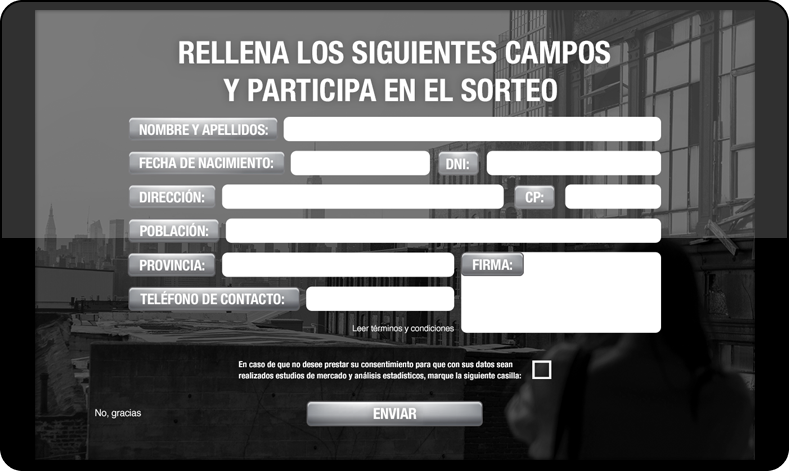 RELLENA LOS SIGUIENTES CAMPOS
Y PARTICIPA EN EL SORTEO
NOMBRE Y APELLIDOS:
FECHA DE NACIMIENTO: DNI:
DIRECCIÓN: CP:
POBLACIÓN:
PROVINCIA: FIRMA:
TELÉFONO DE CONTACTO:
Leer términos y condiciones
En caso de que no desee prestar su consentimiento para que con sus datos sean
realizados estudios de mercado y análisis estadísticos, marque la siguiente casilla:
No, gracias ENVIAR